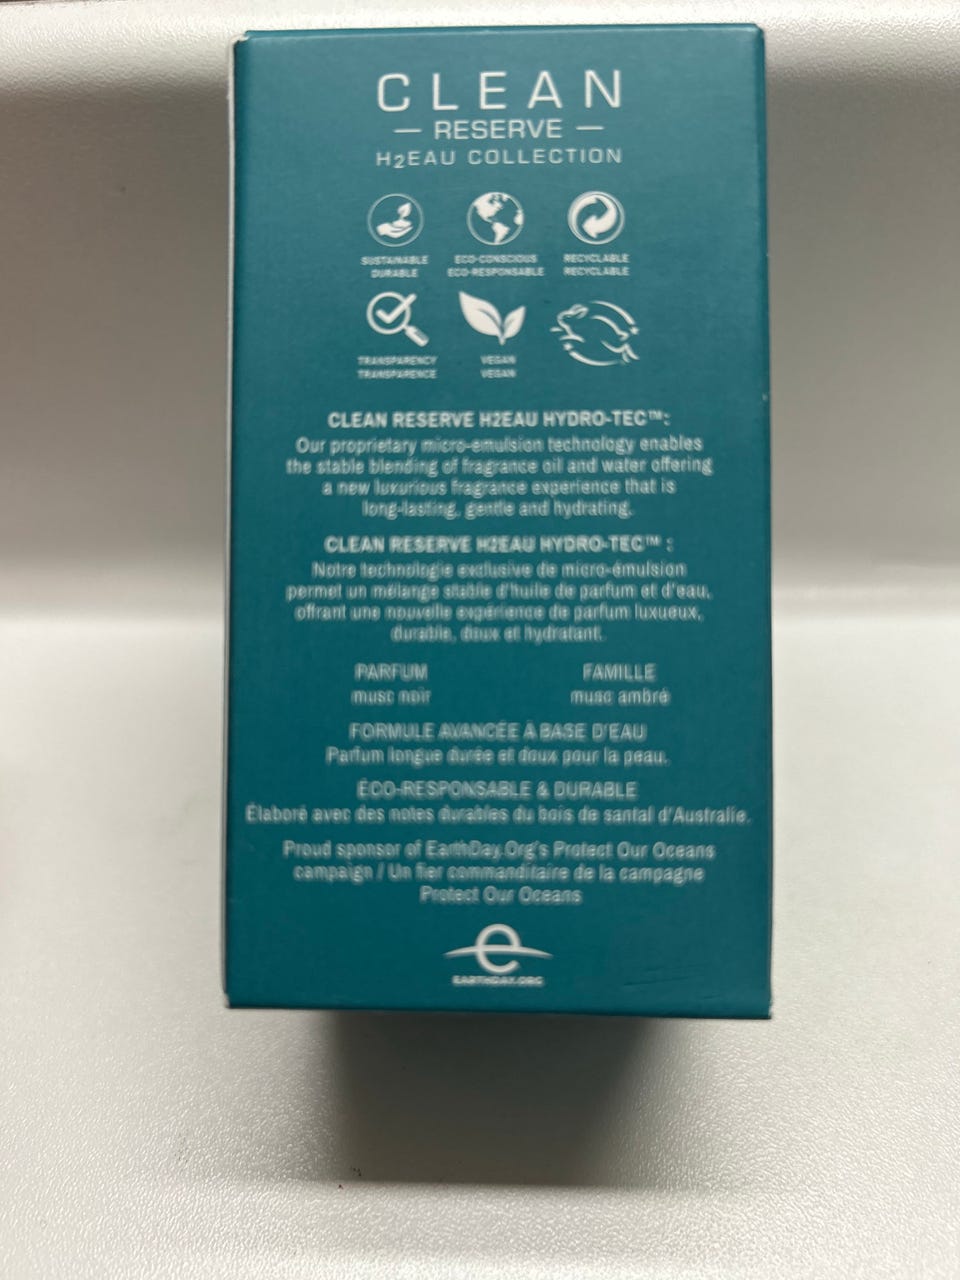 CLEAN
— RESERVE —
H2EAU COLLECTION
SUSTAINABLE ECO-CONSCIOUS RECYCLABLE
DURABLE ECO-RESPONSABLE RECYCLABLE
TRANSPARENCY VEGAN
TRANSPARENCE VEGAN
CLEAN RESERVE H2EAU HYDRO-TEC™:
Our proprietary micro-emulsion technology enables
the stable blending of fragrance oil and water offering
a new luxurious fragrance experience that is
long-lasting, gentle and hydrating.
CLEAN RESERVE H2EAU HYDRO-TEC™ :
Notre technologie exclusive de micro-émulsion
permet un mélange stable d'huile de parfum et d'eau,
offrant une nouvelle expérience de parfum luxueux,
durable, doux et hydratant.
PARFUM FAMILLE
musc noir musc ambré
FORMULE AVANCÉE À BASE D'EAU
Parfum longue durée et doux pour la peau.
ÉCO-RESPONSABLE & DURABLE
Élaboré avec des notes durables du bois de santal d'Australie.
Proud sponsor of EarthDay.Org's Protect Our Oceans
campaign / Un fier commanditaire de la campagne
Protect Our Oceans
e
EARTHDAY.ORG